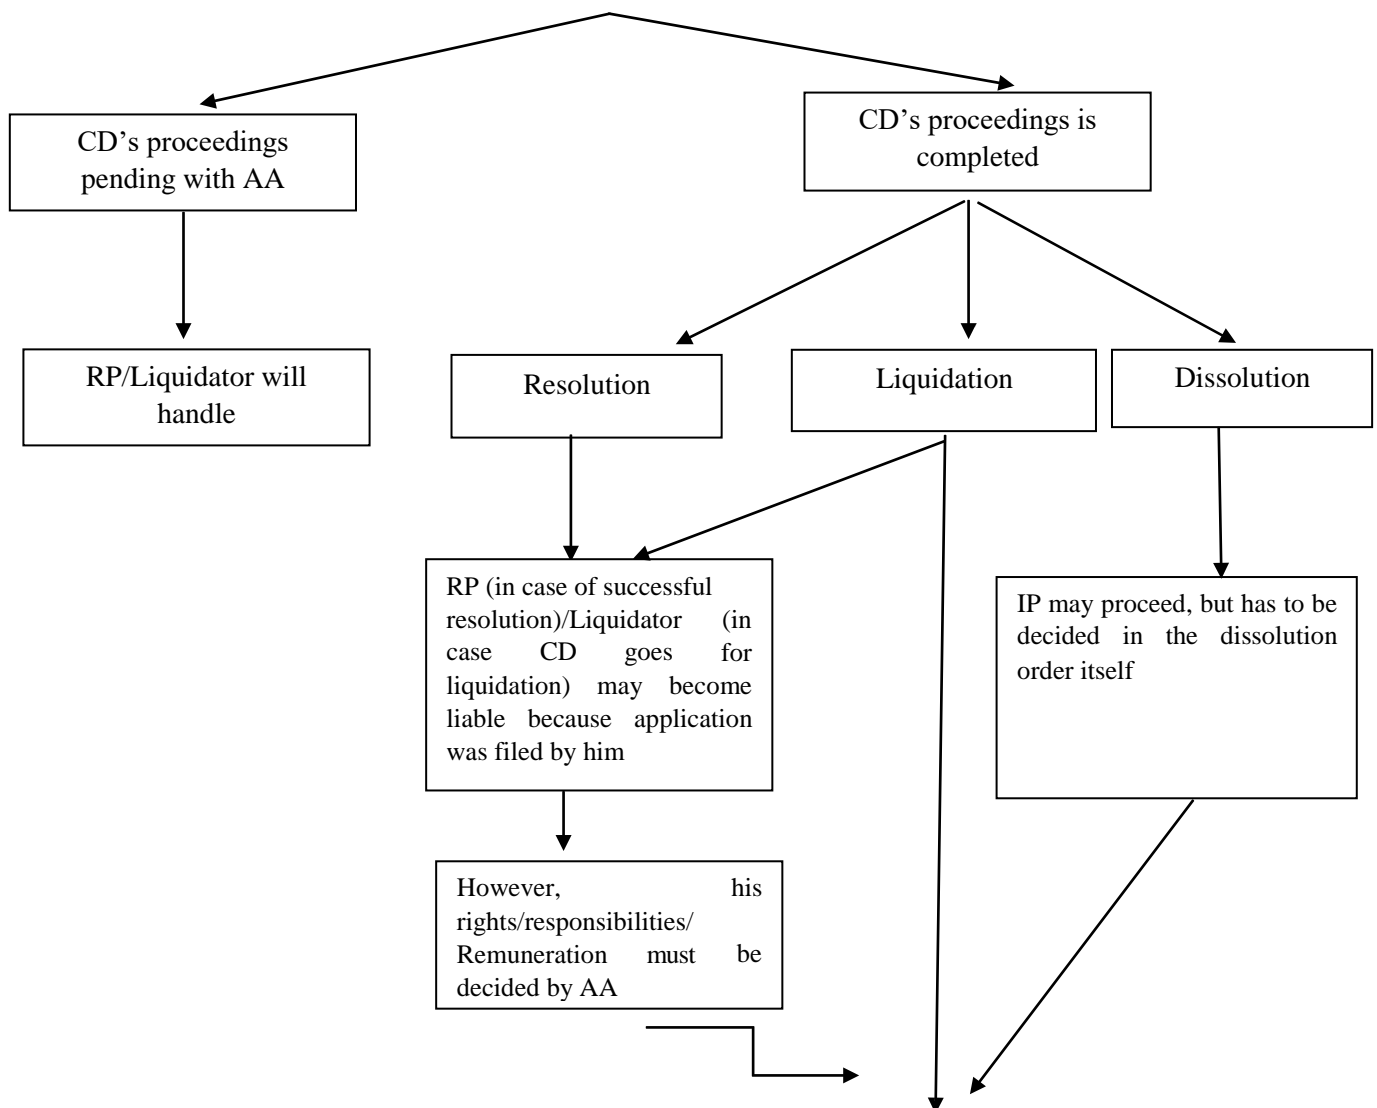 CD’s proceedings
pending with AA
CD’s proceedings is
completed
RP/Liquidator will
handle
Resolution
Liquidation
Dissolution
RP (in case of successful
resolution)/Liquidator (in
case CD goes for
liquidation) may become
liable because application
was filed by him
IP may proceed, but has to be
decided in the dissolution
order itself
However, his
rights/responsibilities/
Remuneration must be
decided by AA